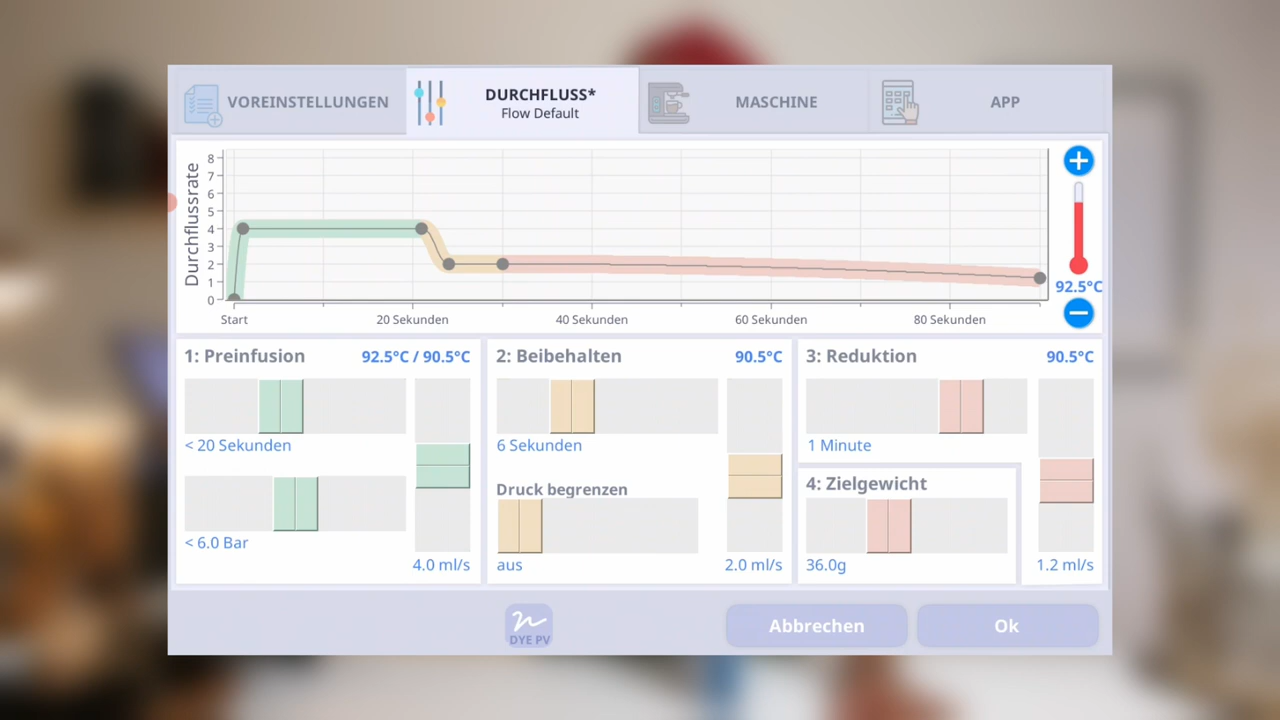 VOREINSTELLUNGEN
DURCHFLUSS*
Flow Default
MASCHINE
APP
Durchflussrate
8
7
6
5
4
3
2
1
0
Start
20 Sekunden
40 Sekunden
60 Sekunden
80 Sekunden
92.5°C
1: Preinfusion
92.5°C / 90.5°C
< 20 Sekunden
< 6.0 Bar
4.0 ml/s
2: Beibehalten
90.5°C
6 Sekunden
Druck begrenzen
aus
2.0 ml/s
3: Reduktion
90.5°C
1 Minute
4: Zielgewicht
36.0g
1.2 ml/s
DYE PV
Abbrechen
Ok